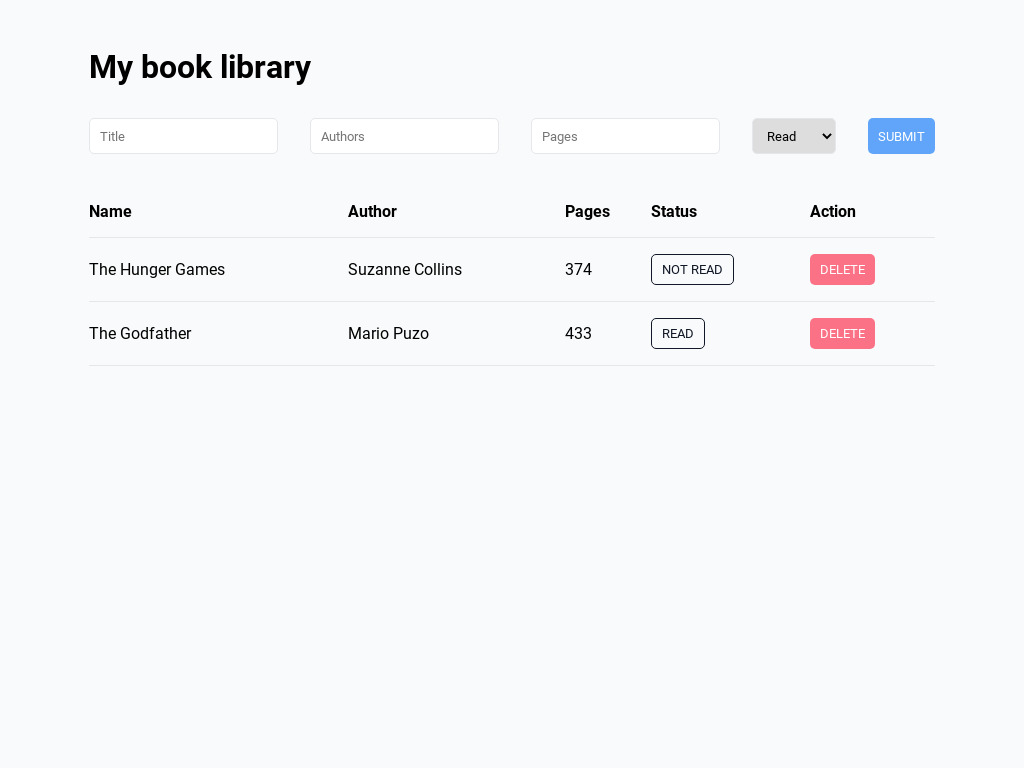 My book library
Title Authors Pages Read SUBMIT
Name Author Pages Status Action
The Hunger Games Suzanne Collins 374 NOT READ DELETE
The Godfather Mario Puzo 433 READ DELETE